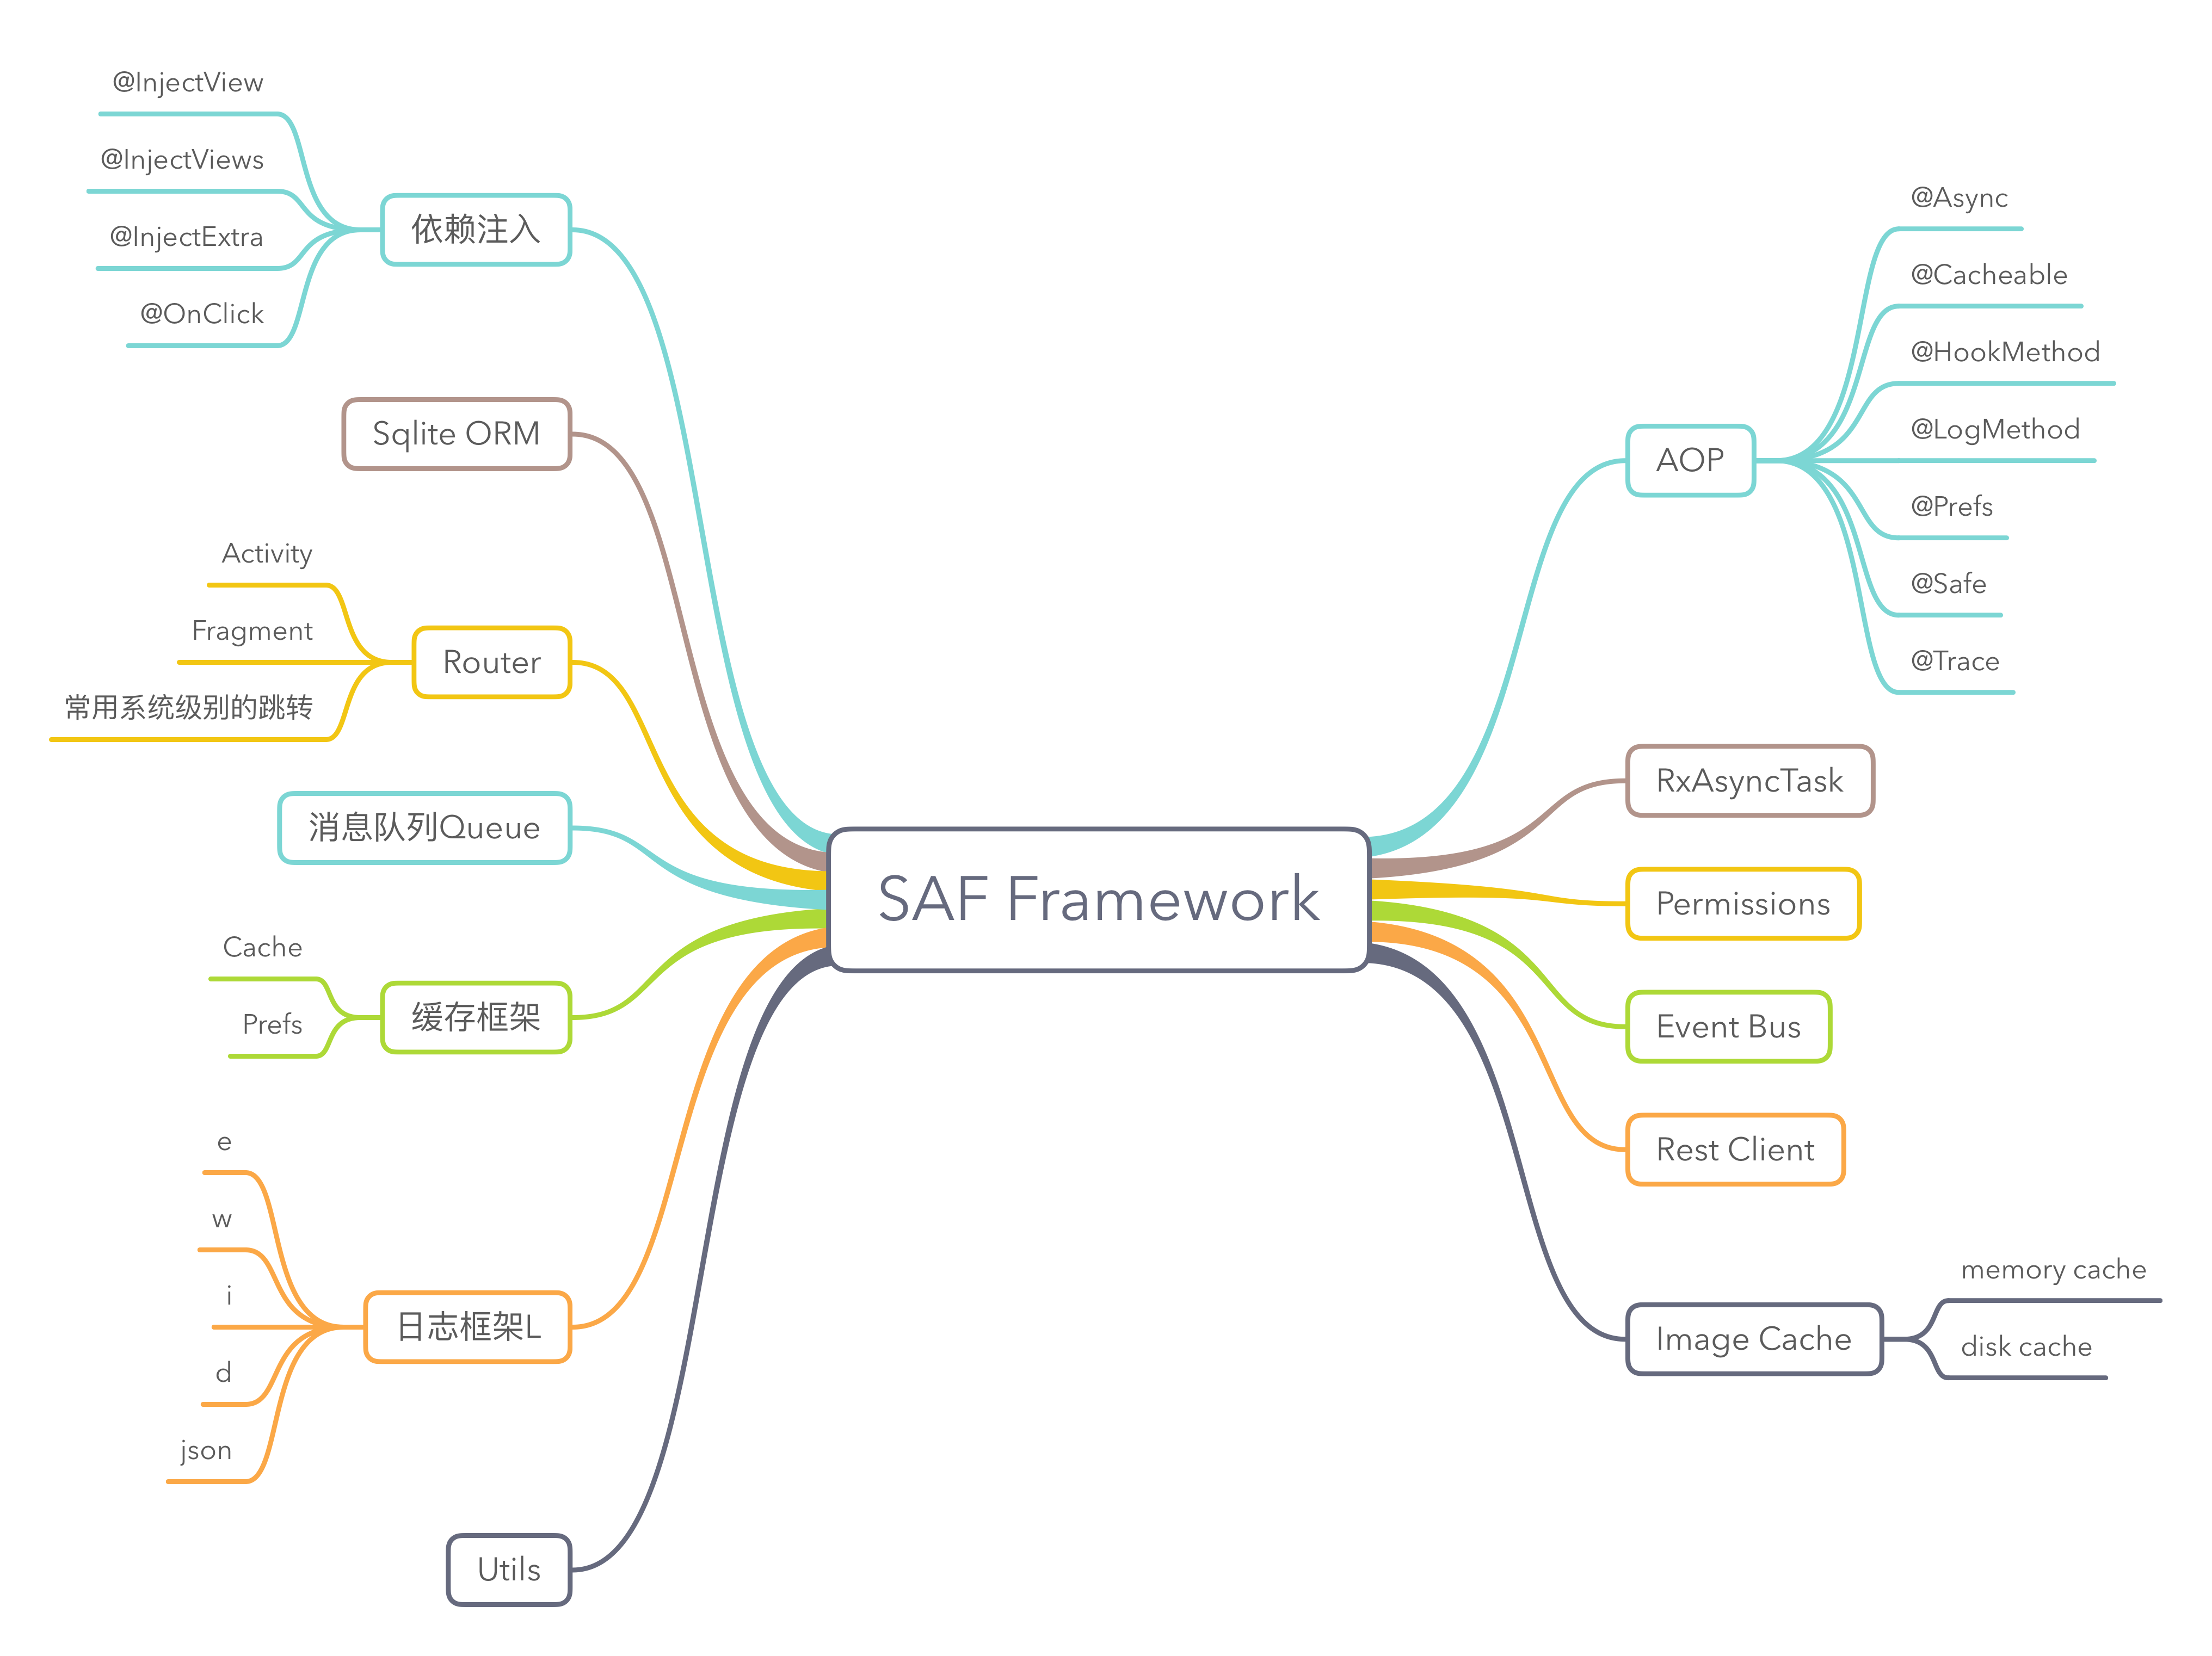 SAF Framework
AOP
@Async
@Cacheable
@HookMethod
@LogMethod
@Prefs
@Safe
@Trace
RxAsyncTask
Permissions
Event Bus
Rest Client
Image Cache
memory cache
disk cache
依赖注入
@InjectView
@InjectViews
@InjectExtra
@OnClick
Sqlite ORM
Router
Activity
Fragment
常用系统级别的跳转
消息队列Queue
缓存框架
Cache
Prefs
日志框架L
e
w
i
d
json
Utils